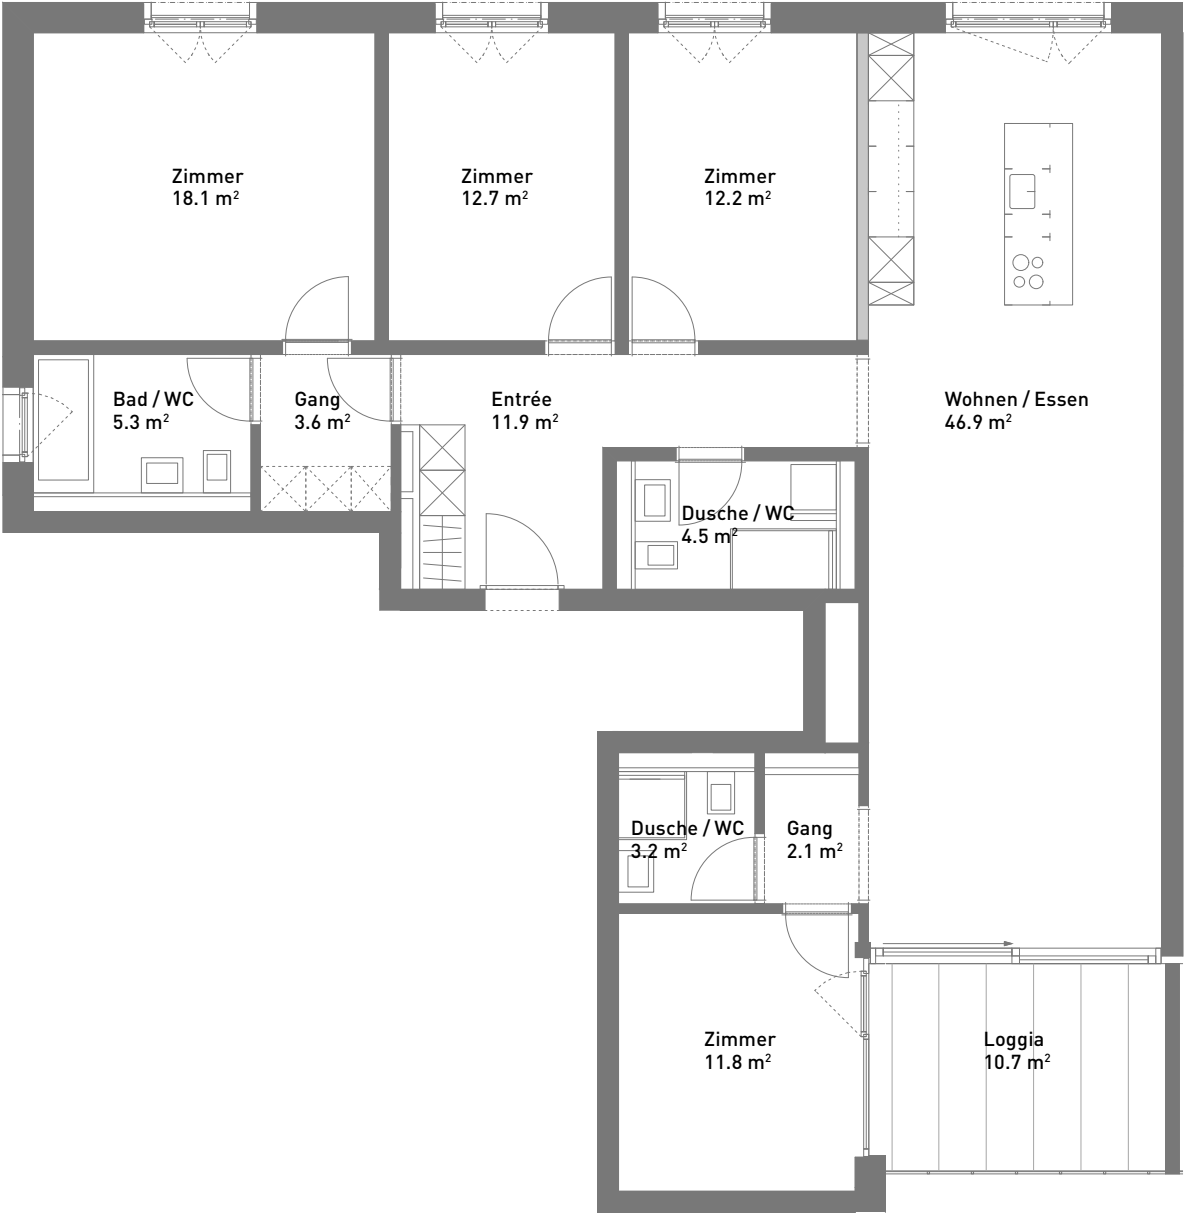 Zimmer
18.1 m²
Zimmer
12.7 m²
Zimmer
12.2 m²
Bad / WC
5.3 m²
Gang
3.6 m²
Entrée
11.9 m²
Wohnen / Essen
46.9 m²
Dusche / WC
4.5 m²
Dusche / WC
3.2 m²
Gang
2.1 m²
Zimmer
11.8 m²
Loggia
10.7 m²